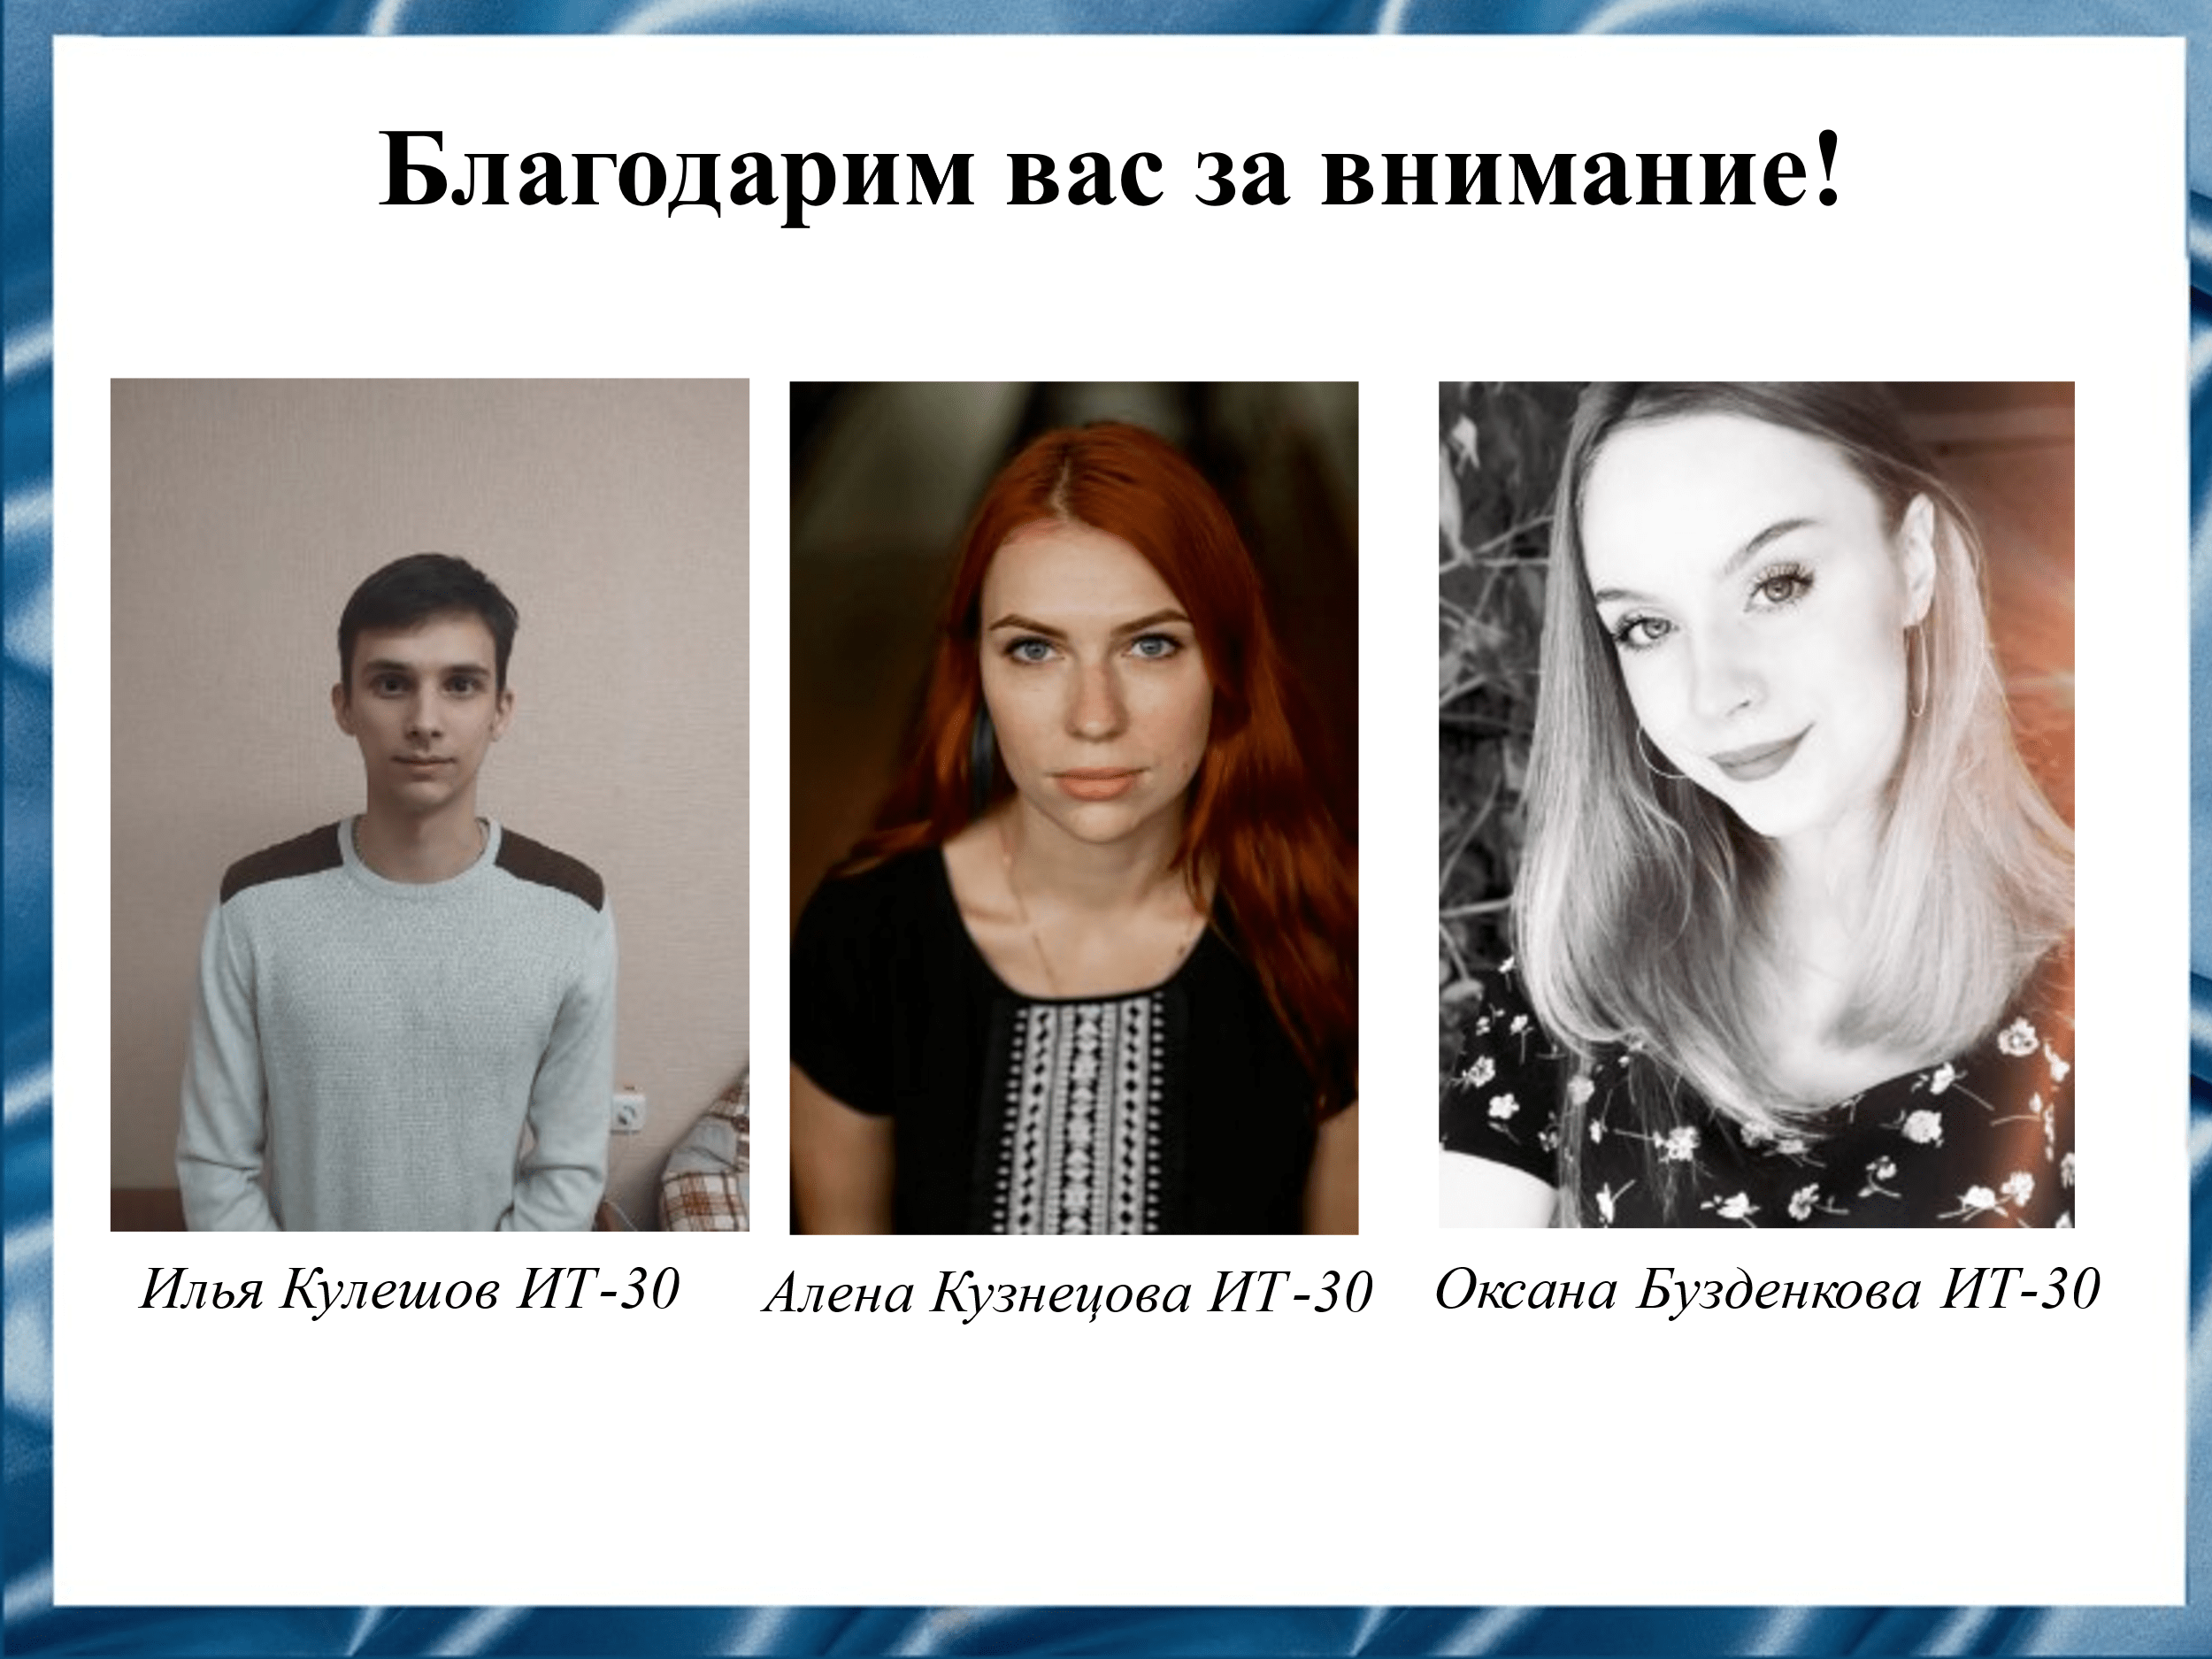 Благодарим вас за внимание!
Илья Кулешов ИТ-30
Алена Кузнецова ИТ-30
Оксана Бузденкова ИТ-30